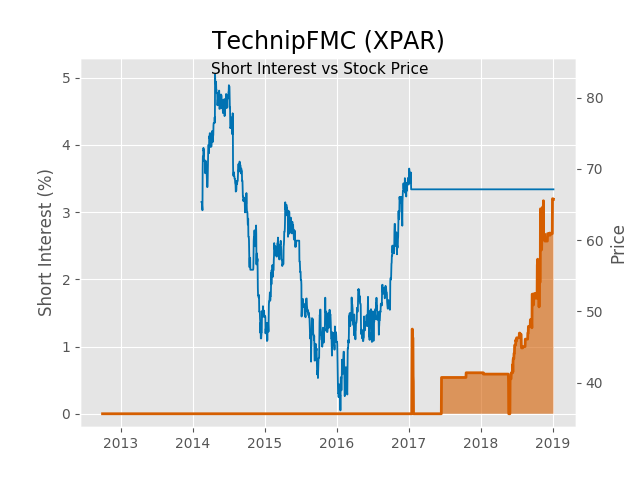 TechnipFMC (XPAR)
Short Interest vs Stock Price
5
4
3
2
1
0
Short Interest (%)
80
70
60
50
40
Price
2013 2014 2015 2016 2017 2018 2019